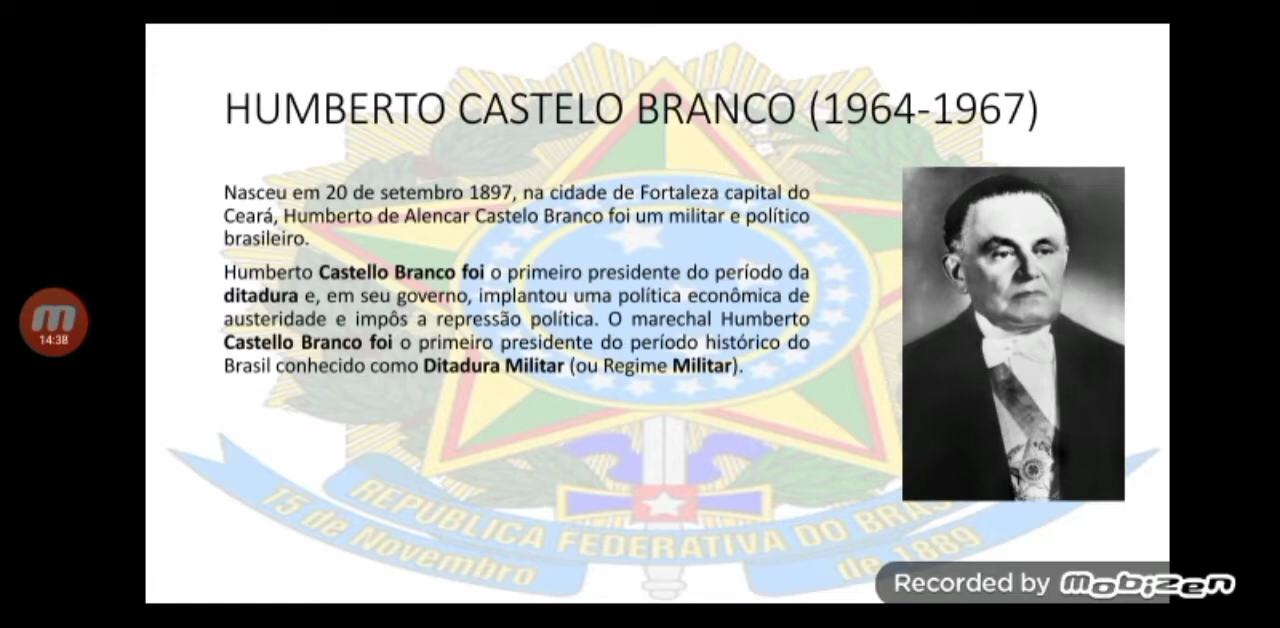 HUMBERTO CASTELO BRANCO (1964-1967)
Nasceu em 20 de setembro 1897, na cidade de Fortaleza capital do
Ceará, Humberto de Alencar Castelo Branco foi um militar e político
brasileiro.
Humberto Castello Branco foi o primeiro presidente do período da
ditadura e, em seu governo, implantou uma política econômica de
austeridade e impôs a repressão política. O marechal Humberto
Castello Branco foi o primeiro presidente do período histórico do
Brasil conhecido como Ditadura Militar (ou Regime Militar).
14:38
REPUBLICA FEDERATIVA DO BRAS
15 de Novembro
de 1889
Recorded by mobizen